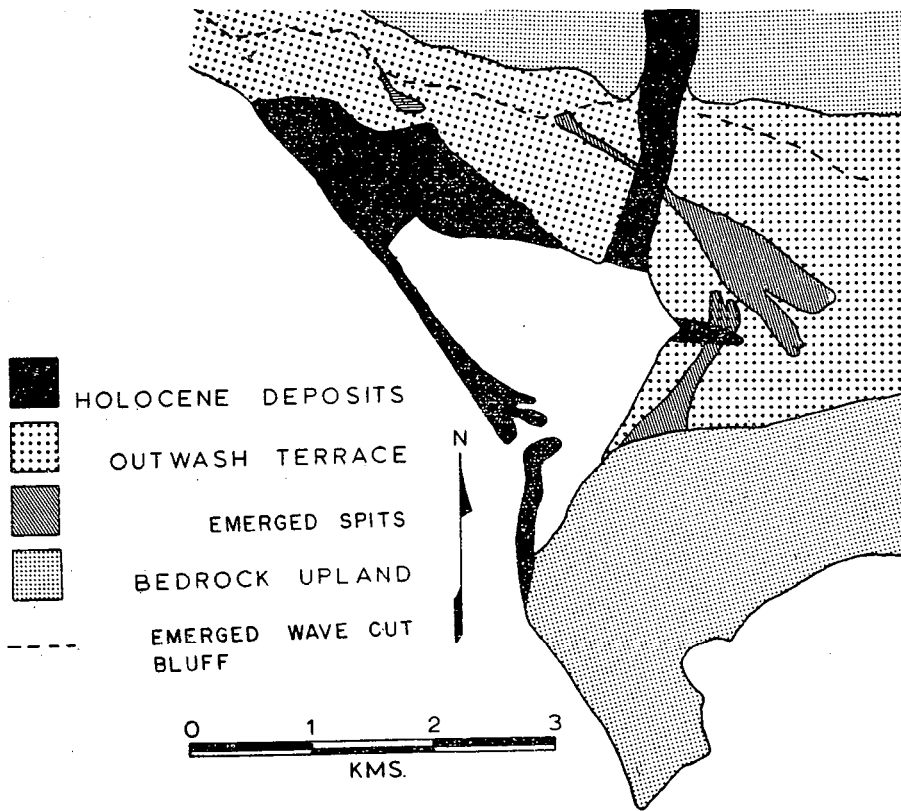 HOLOCENE DEPOSITS
OUTWASH TERRACE
EMERGED SPITS
BEDROCK UPLAND
EMERGED WAVE CUT
BLUFF
N
0 1 2 3
KMS.